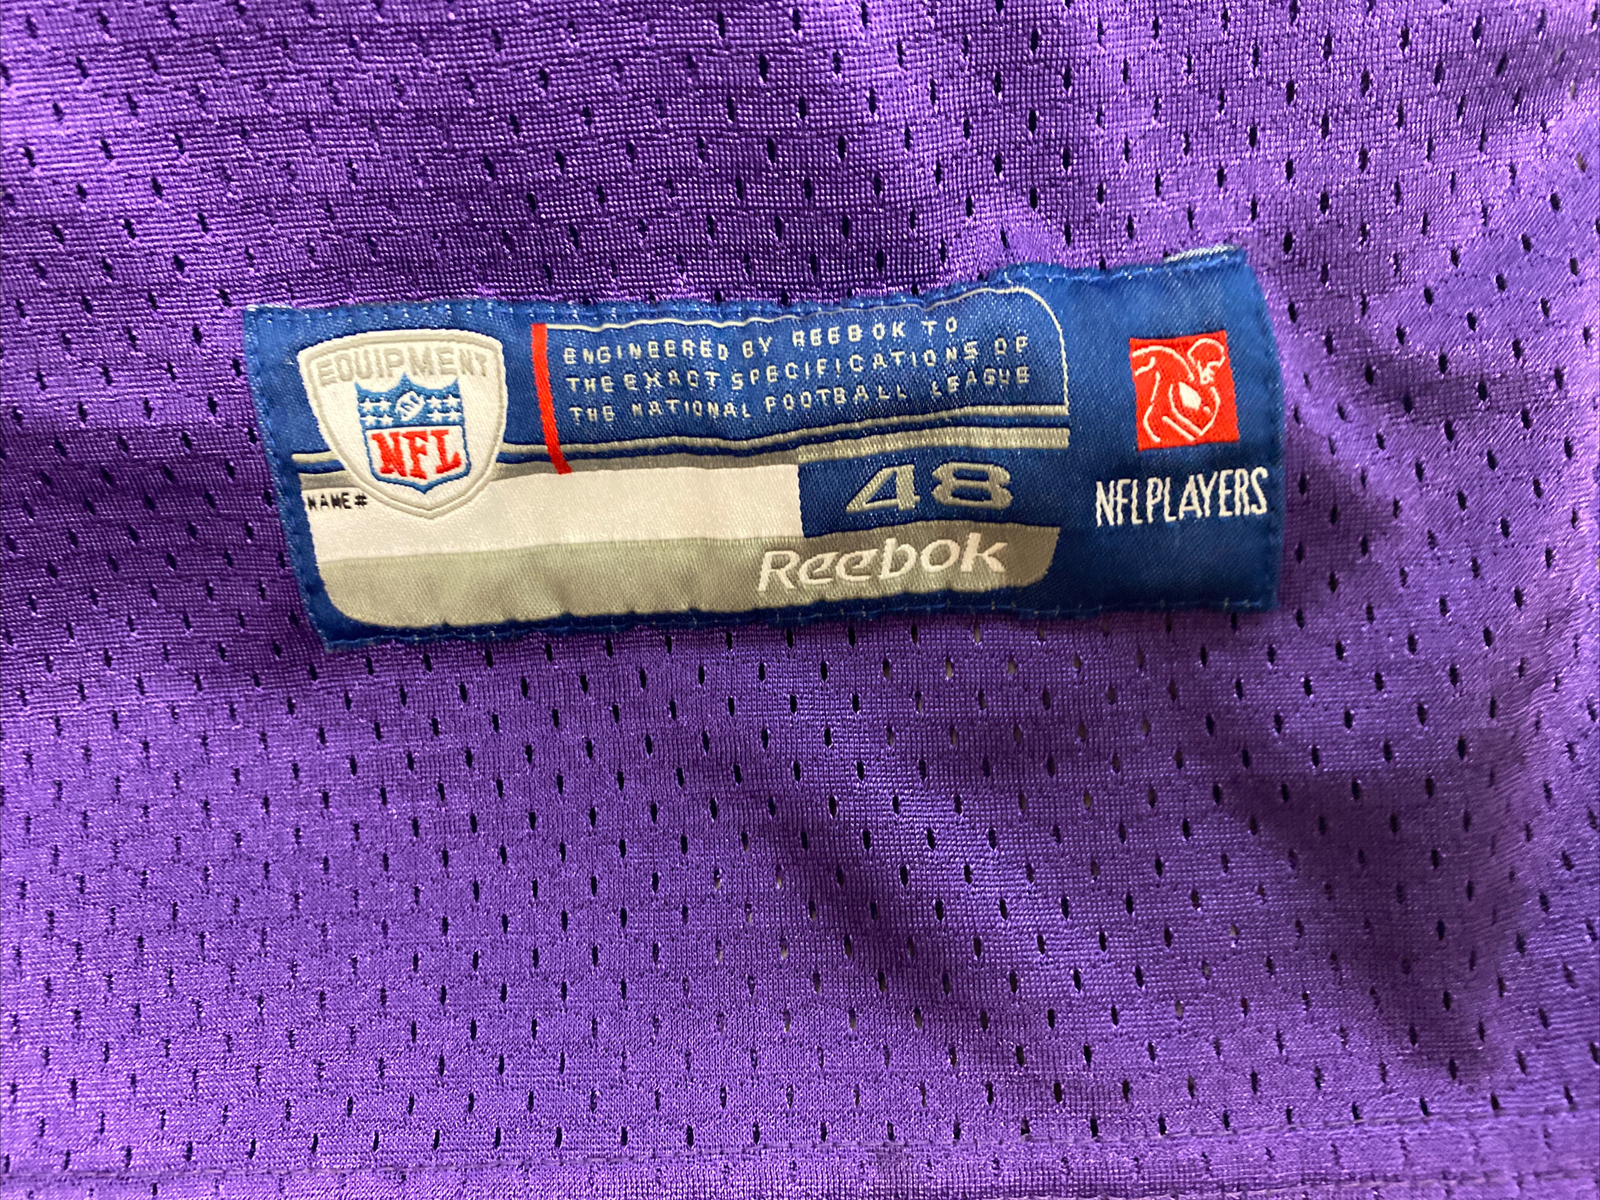 EQUIPMENT
NFL
ENGINEERED BY REEBOK TO
THE EXACT SPECIFICATIONS OF
THE NATIONAL FOOTBALL LEAGUE
NAME#
48
Reebok
NFLPLAYERS